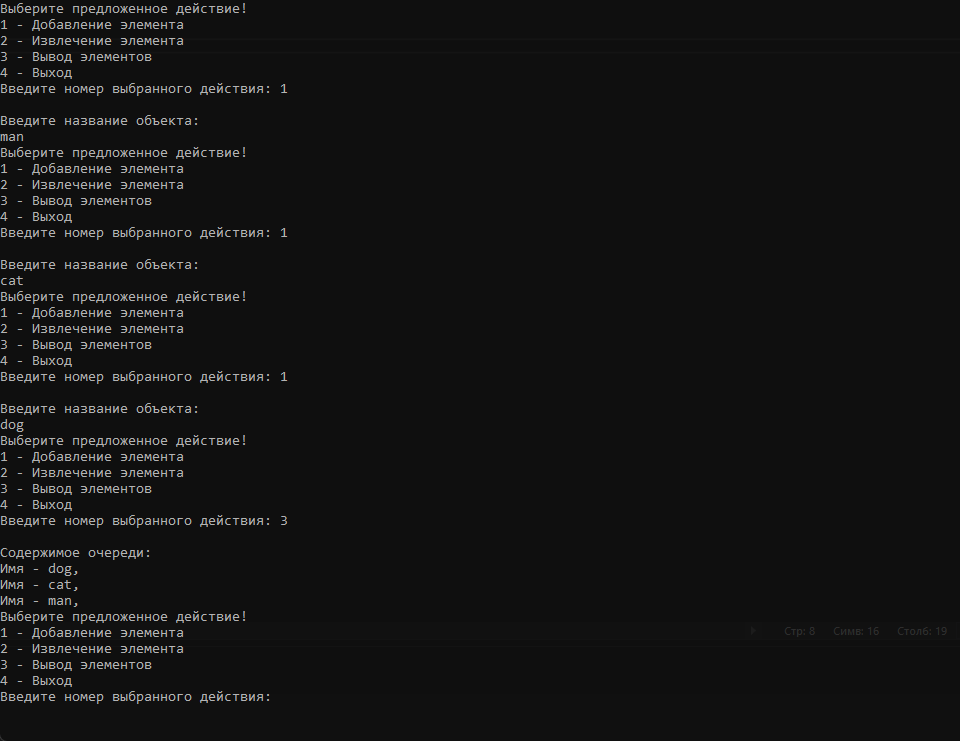 Выберите предложенное действие!
1 - Добавление элемента
2 - Извлечение элемента
3 - Вывод элементов
4 - Выход
Введите номер выбранного действия: 1
Введите название объекта:
man
Выберите предложенное действие!
1 - Добавление элемента
2 - Извлечение элемента
3 - Вывод элементов
4 - Выход
Введите номер выбранного действия: 1
Введите название объекта:
cat
Выберите предложенное действие!
1 - Добавление элемента
2 - Извлечение элемента
3 - Вывод элементов
4 - Выход
Введите номер выбранного действия: 1
Введите название объекта:
dog
Выберите предложенное действие!
1 - Добавление элемента
2 - Извлечение элемента
3 - Вывод элементов
4 - Выход
Введите номер выбранного действия: 3
Содержимое очереди:
Имя - dog,
Имя - cat,
Имя - man,
Выберите предложенное действие!
1 - Добавление элемента
Стр: 8 Симв: 16 Столб: 19
2 - Извлечение элемента
3 - Вывод элементов
4 - Выход
Введите номер выбранного действия: